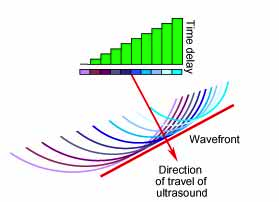 Time delay
Wavefront
Direction
of travel of
ultrasound